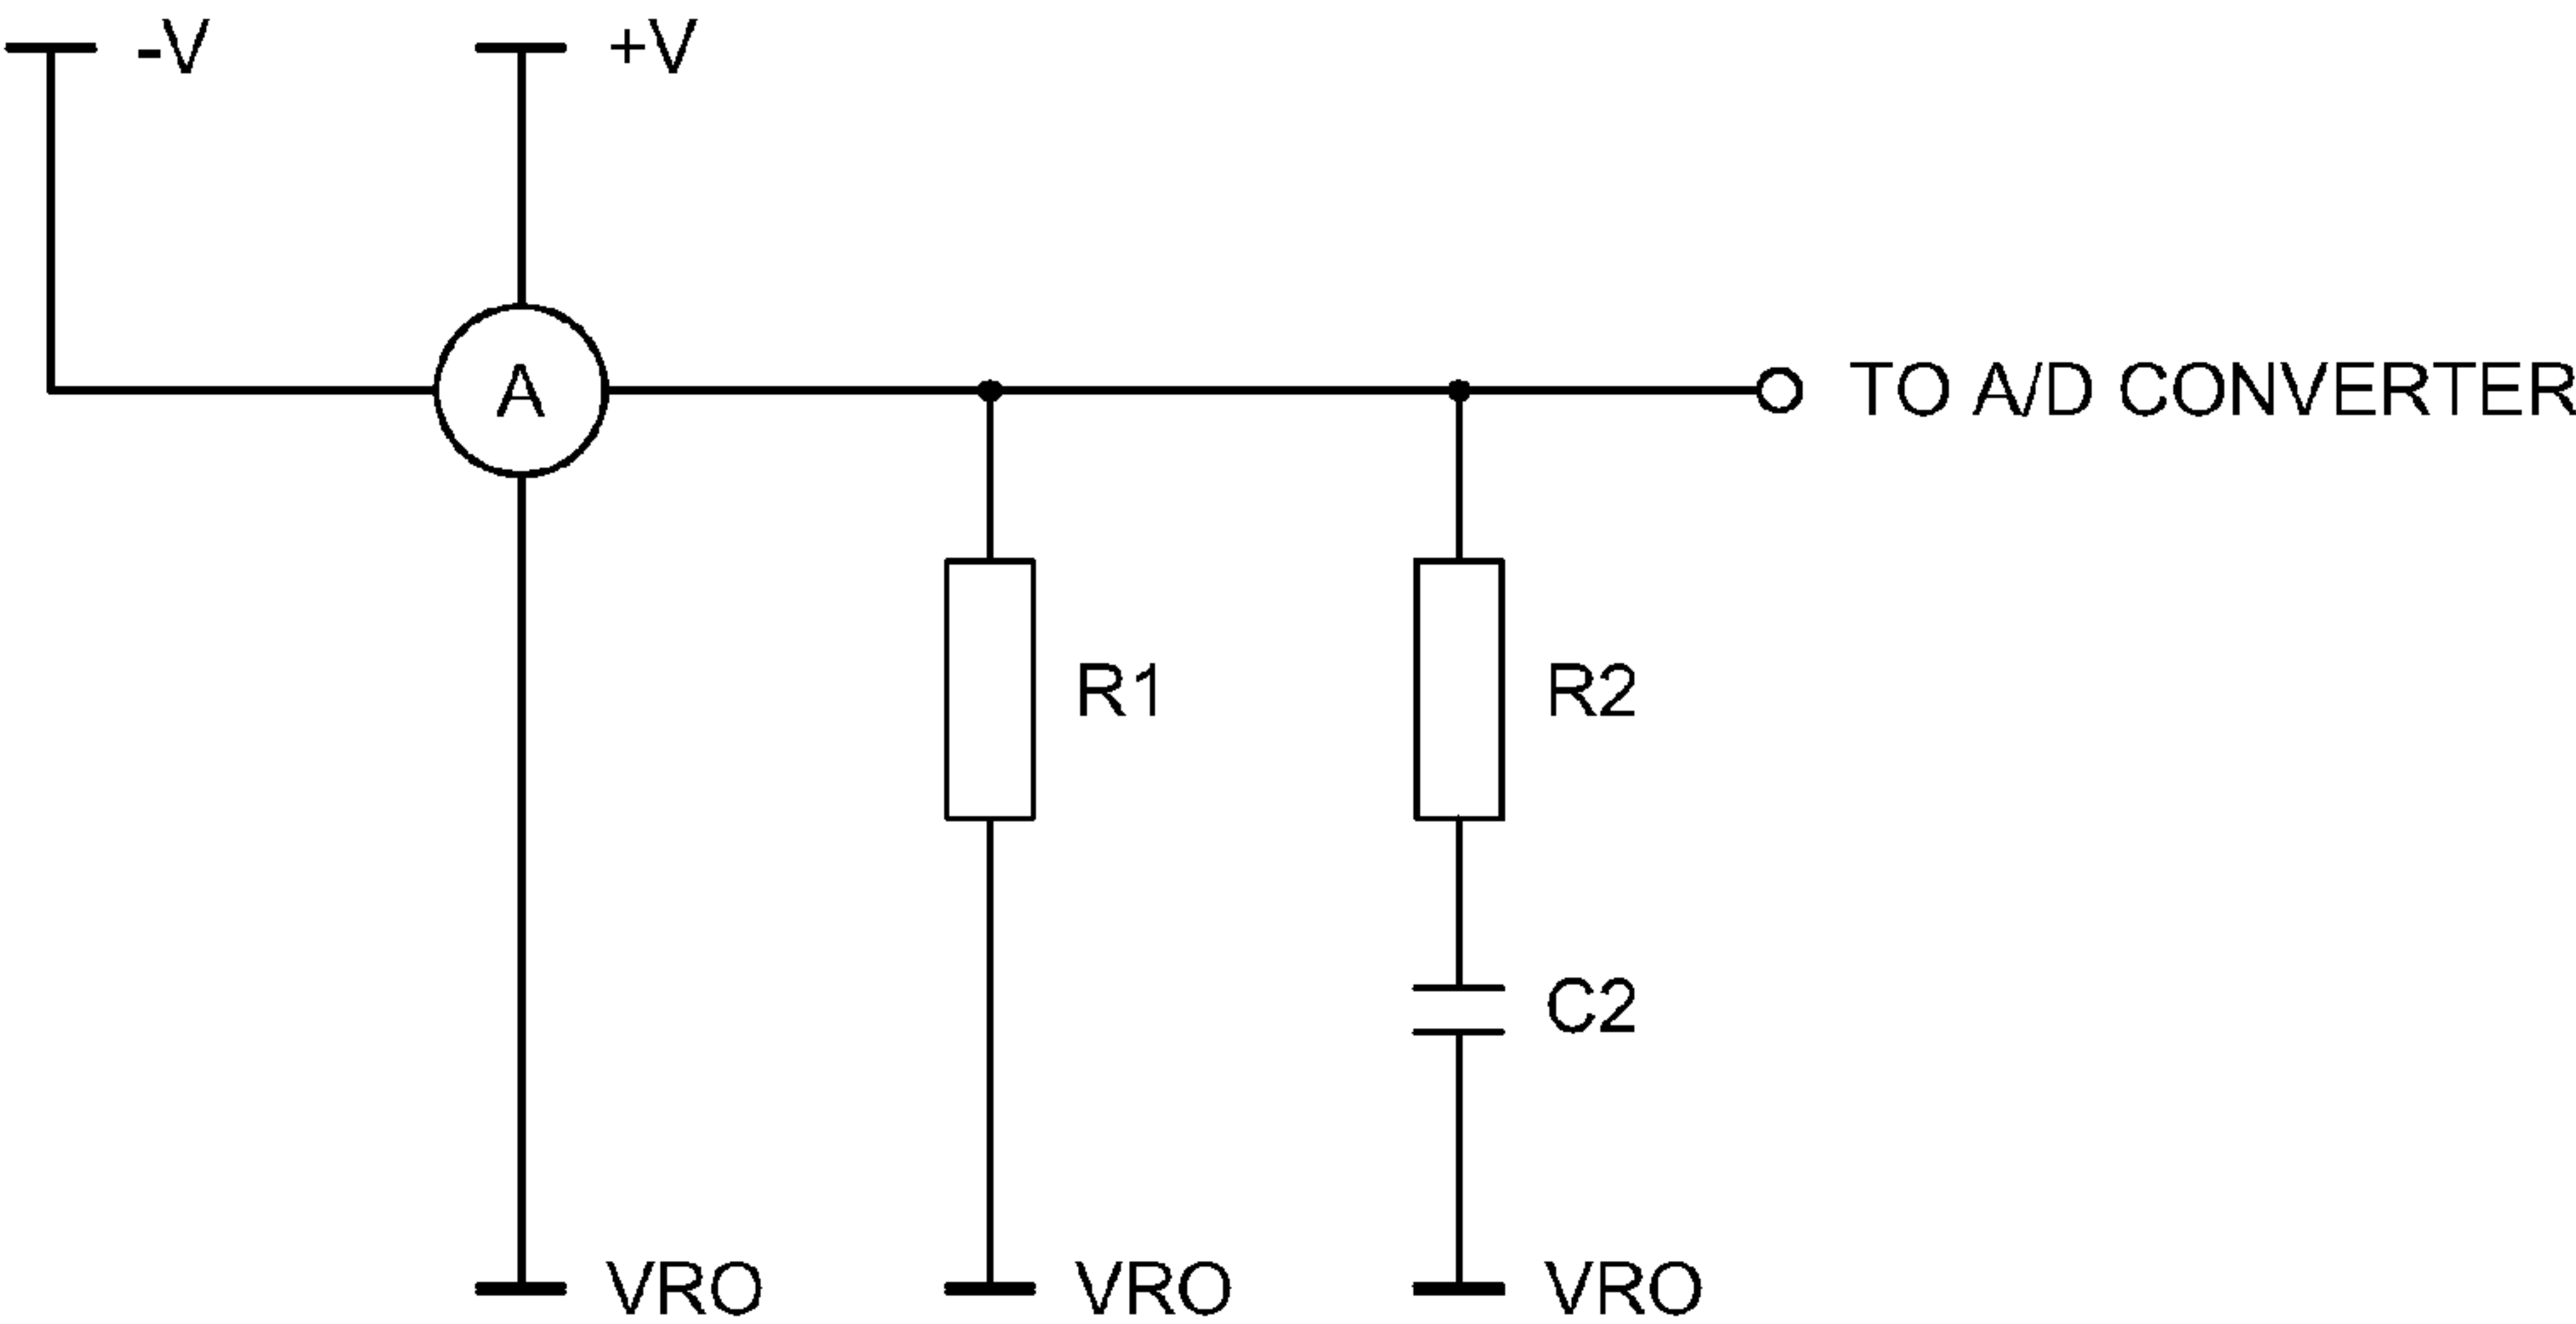 -V
+V
A
TO A/D CONVERTER
R1
R2
C2
VRO
VRO
VRO